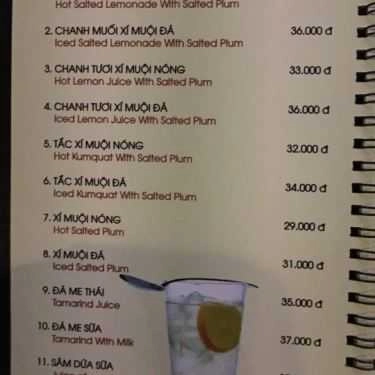 Hot Salted Lemonade With Salted Plum
2. CHANH MUỐI XÍ MUỘI ĐÁ 36.000 đ
Iced Salted Lemonade With Salted Plum
3. CHANH TƯƠI XÍ MUỘI NÓNG 33.000 đ
Hot Lemon Juice With Salted Plum
4. CHANH TƯƠI XÍ MUỘI ĐÁ 36.000 đ
Iced Lemon Juice With Salted Plum
5. TẮC XÍ MUỘI NÓNG 32.000 đ
Hot Kumquat With Salted Plum
6. TẮC XÍ MUỘI ĐÁ 34.000 đ
Iced Kumquat With Salted Plum
7. XÍ MUỘI NÓNG 29.000 đ
Hot Salted Plum
8. XÍ MUỘI ĐÁ 31.000 đ
Iced Salted Plum
9. ĐÁ ME THÁI 35.000 đ
Tamarind Juice
10. ĐÁ ME SỮA 37.000 đ
Tamarind With Milk
11. SÂM DỨA SỮA